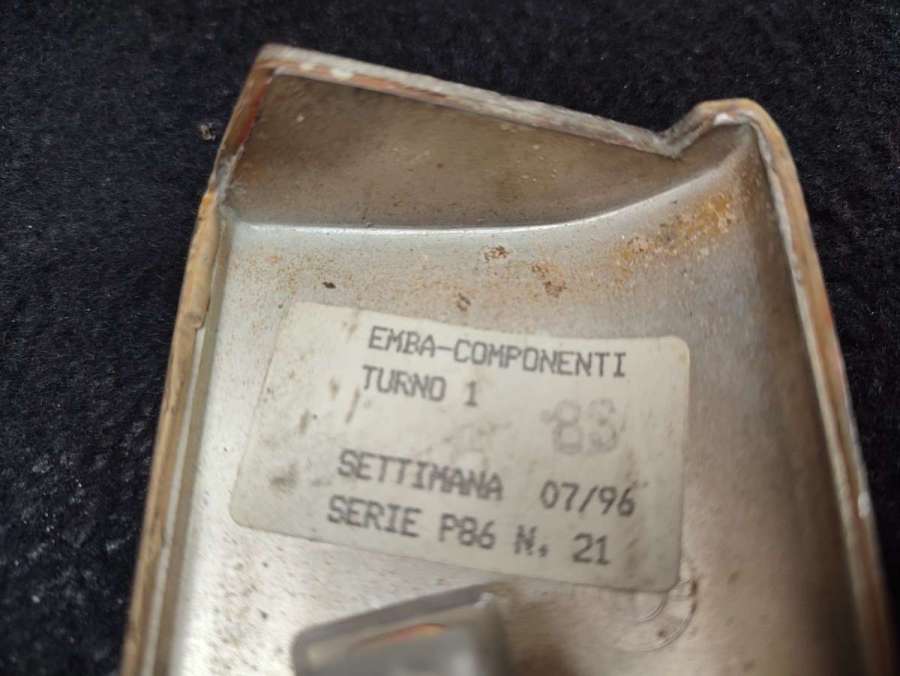 EMBA-COMPONENTI
TURNO 1
83
SETTIMANA 07/96
SERIE P86 N. 21